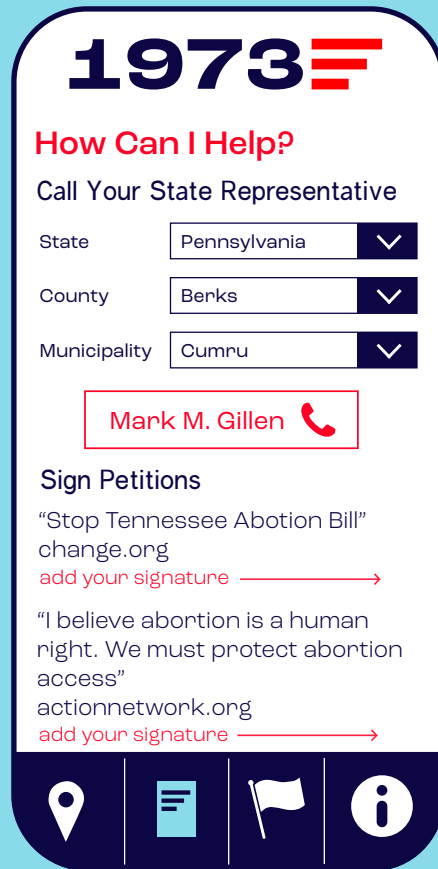 1973
How Can I Help?
Call Your State Representative
State
Pennsylvania
County
Berks
Municipality
Cumru
Mark M. Gillen
Sign Petitions
“Stop Tennessee Abotion Bill”
change.org
add your signature
“I believe abortion is a human
right. We must protect abortion
access”
actionnetwork.org
add your signature